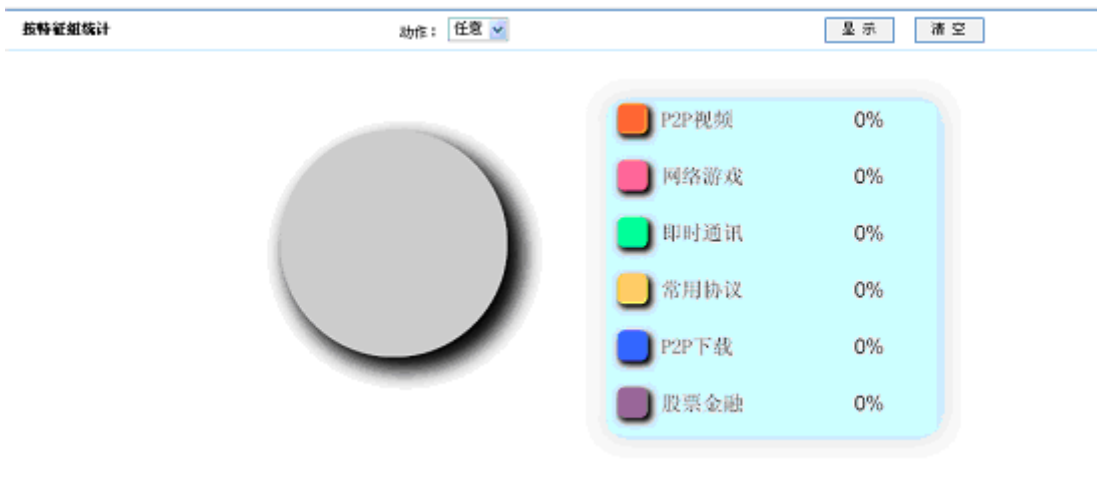 按特征组统计 动作： 任意 显 示 清 空
P2P视频 0%
网络游戏 0%
即时通讯 0%
常用协议 0%
P2P下载 0%
股票金融 0%